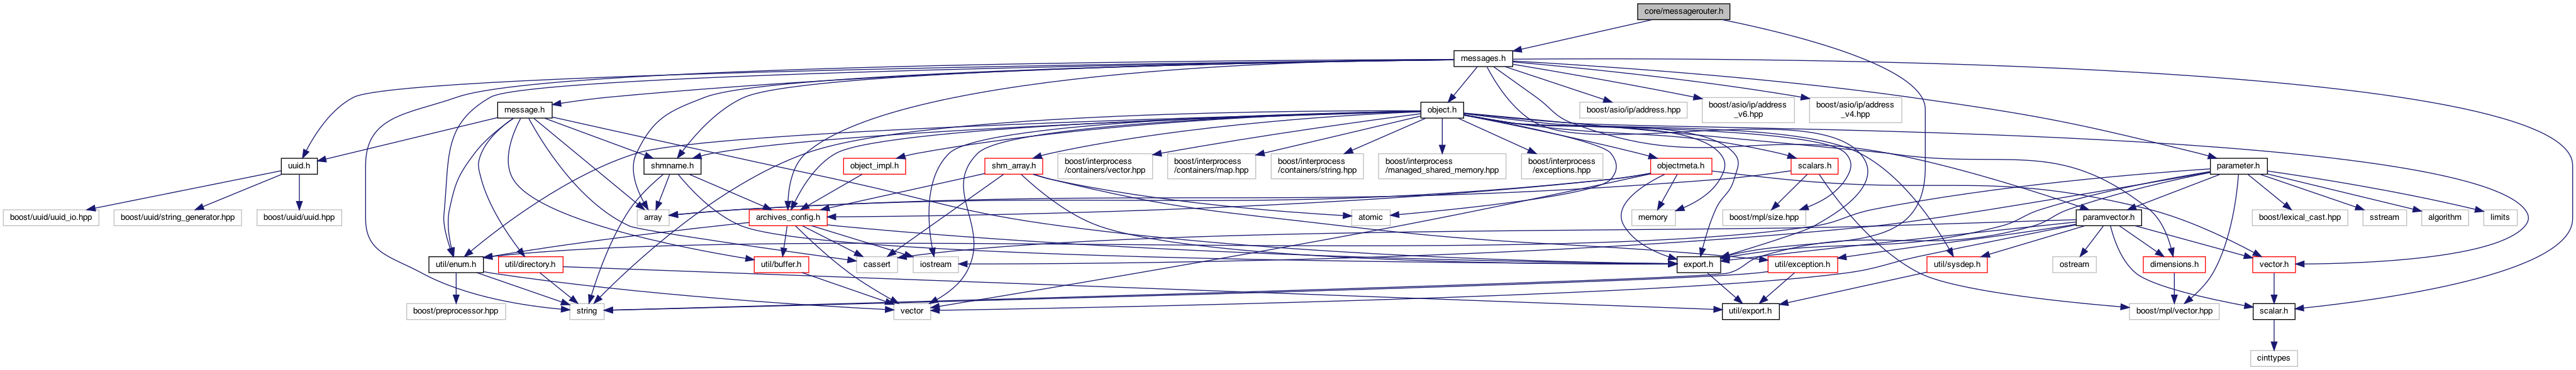 core/messagerouter.h
messages.h
message.h
object.h
boost/asio/ip/address.hpp
boost/asio/ip/address
_v6.hpp
boost/asio/ip/address
_v4.hpp
uuid.h
shmname.h
object_impl.h
shm_array.h
boost/interprocess
/containers/vector.hpp
boost/interprocess
/containers/map.hpp
boost/interprocess
/containers/string.hpp
boost/interprocess
/managed_shared_memory.hpp
boost/interprocess
/exceptions.hpp
objectmeta.h
scalars.h
parameter.h
boost/uuid/uuid_io.hpp
boost/uuid/string_generator.hpp
boost/uuid/uuid.hpp
array
archives_config.h
atomic
memory
boost/mpl/size.hpp
paramvector.h
boost/lexical_cast.hpp
sstream
algorithm
limits
util/enum.h
util/directory.h
util/buffer.h
cassert
iostream
export.h
util/exception.h
util/sysdep.h
ostream
dimensions.h
vector.h
boost/preprocessor.hpp
string
vector
util/export.h
boost/mpl/vector.hpp
scalar.h
cinttypes